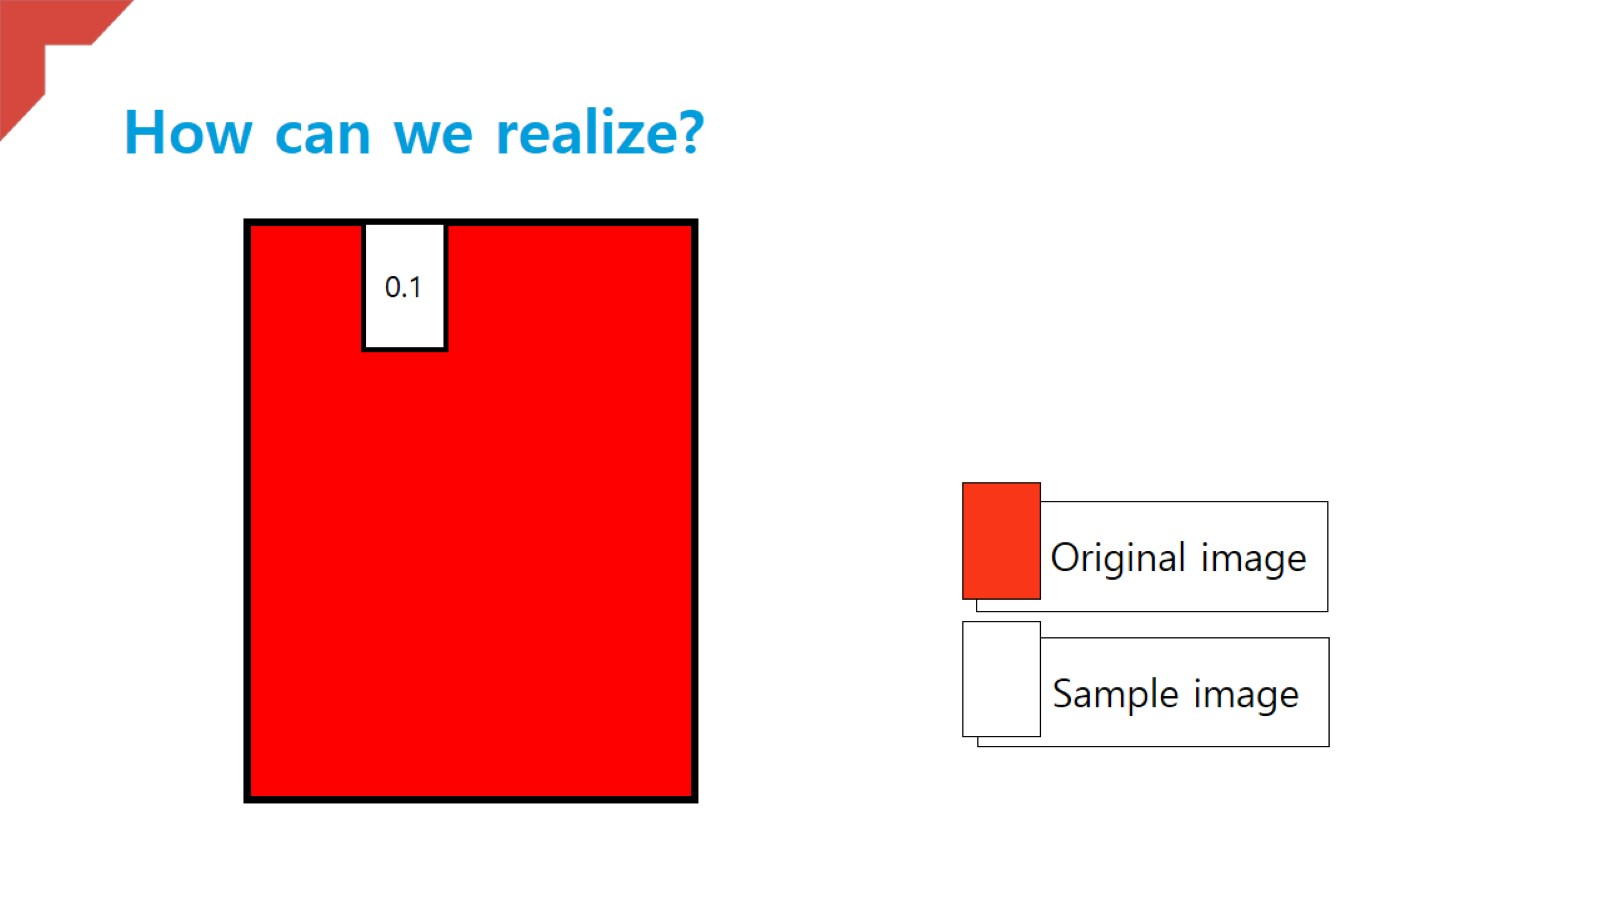 How can we realize?
0.1
Original image
Sample image